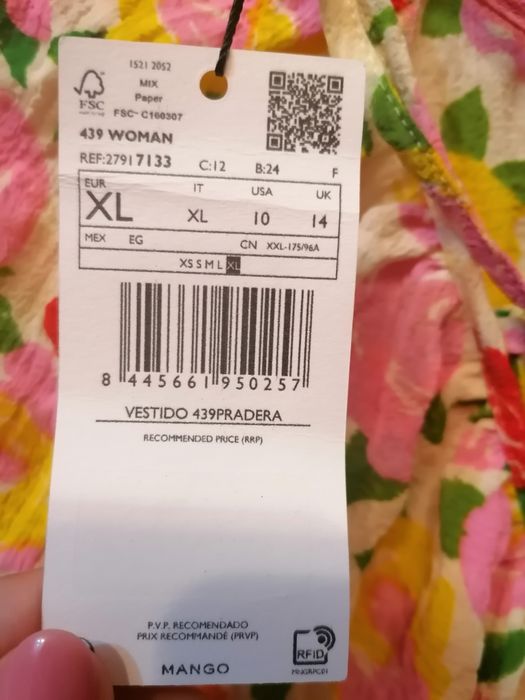 1521 2052
MIX
Paper
FSC
FSC™ C160307
439 WOMAN
REF:27917133 C:12 B:24 F
EUR IT USA UK
XL XL 10 14
MEX EG CN XXL-175/96A
XS S M L XL
8 445661 950257
VESTIDO 439PRADERA
RECOMMENDED PRICE (RRP)
P.V.P. RECOMENDADO
PRIX RECOMMANDÉ (PRVP)
RFID
MANGO